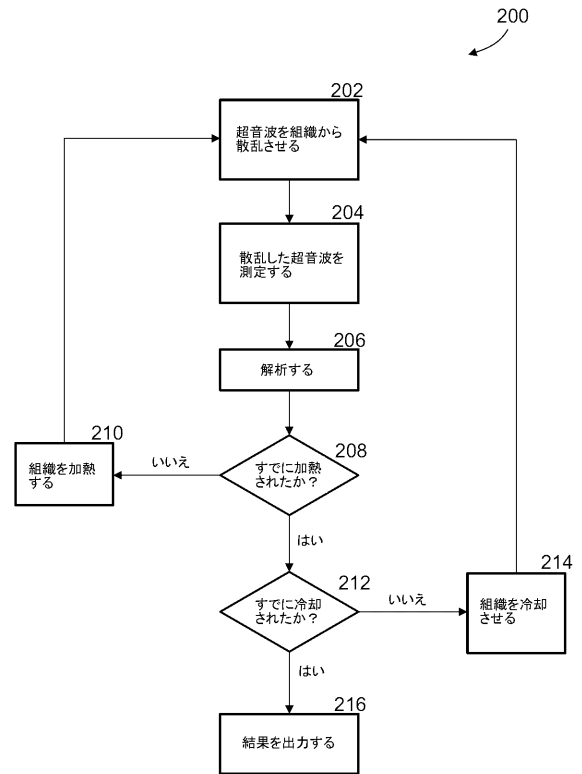 200
202
超音波を組織から
散乱させる
204
散乱した超音波を
測定する
206
解析する
208
すでに加熱
されたか?
いいえ
210
組織を加熱
する
はい
212
すでに冷却
されたか?
いいえ
214
組織を冷却
させる
はい
216
結果を出力する